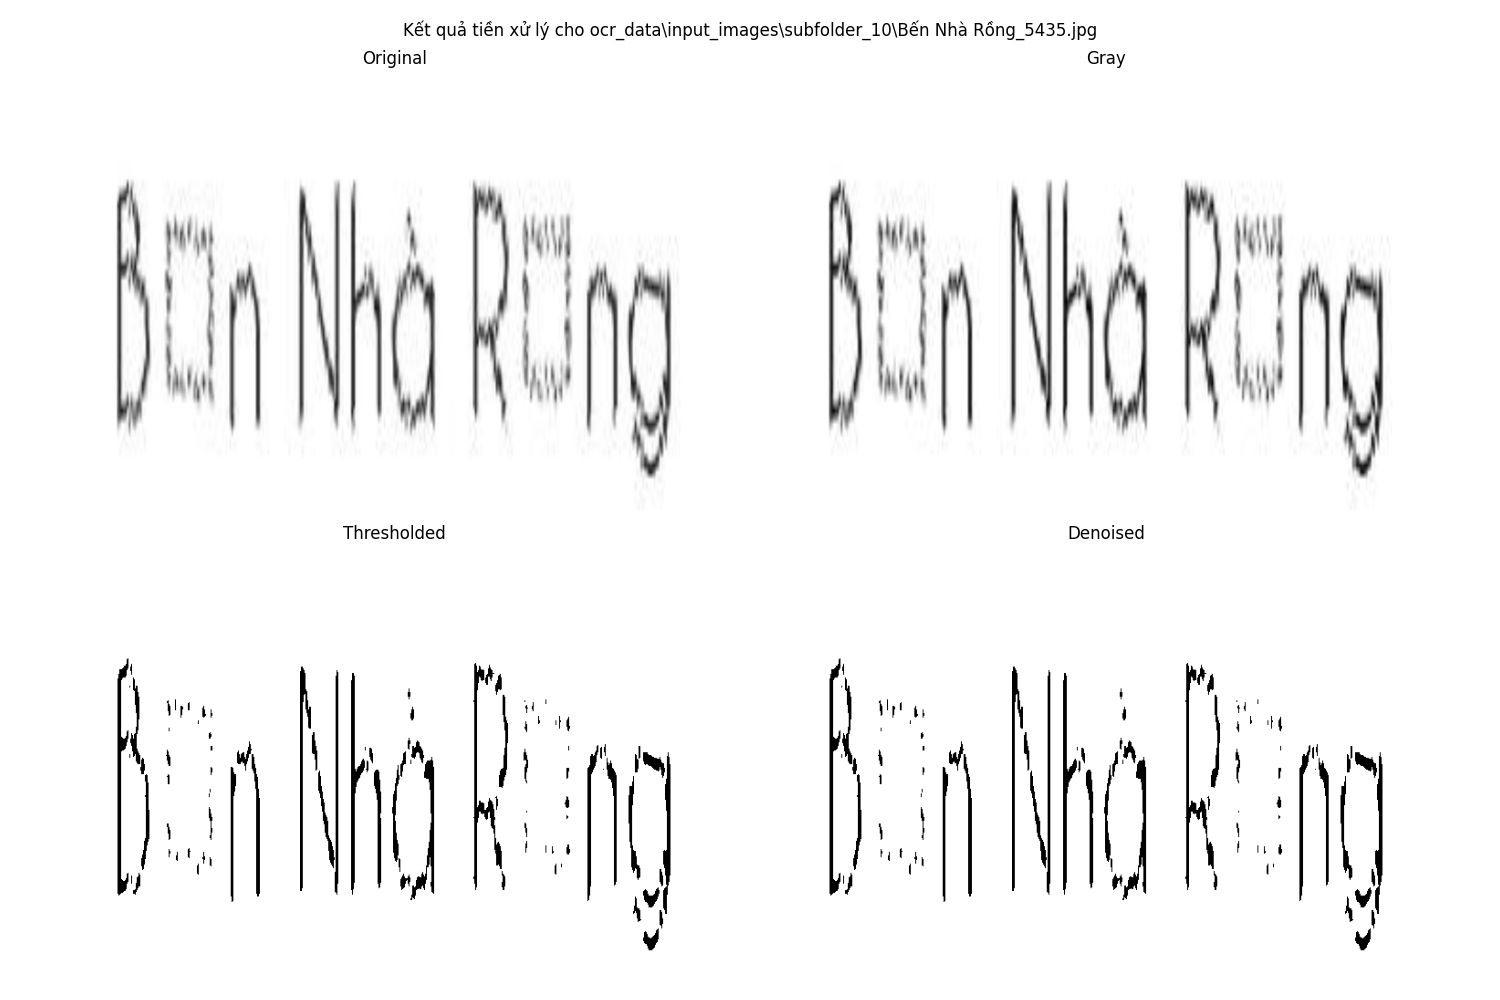 Kết quả tiền xử lý cho ocr_data\input_images\subfolder_10\Bến Nhà Rồng_5435.jpg
Original
Gray
B□n Nhà R□ng
B□n Nhà R□ng
Thresholded
Denoised
B□n Nhà R□ng
B□n Nhà R□ng